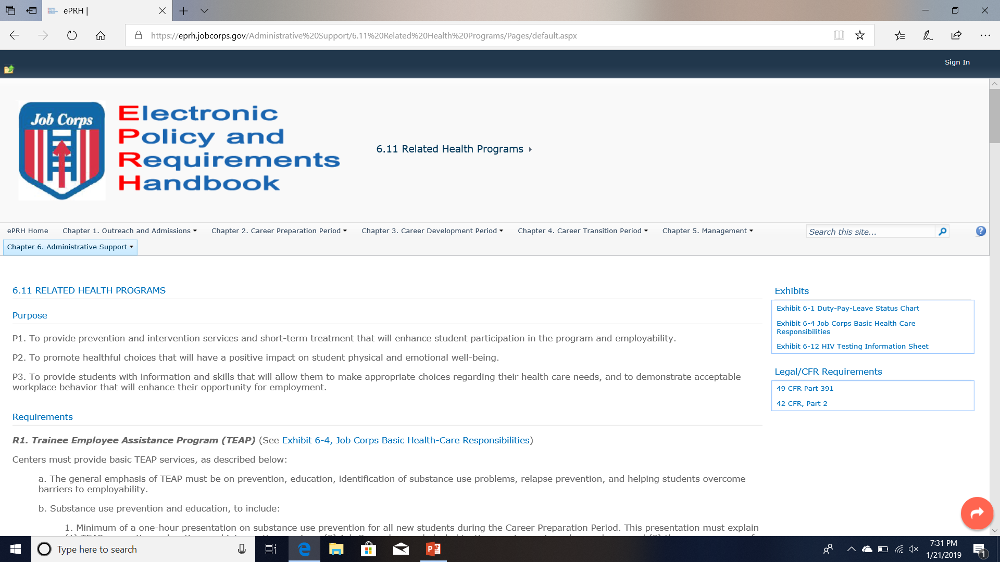 ePRH |
https://eprh.jobcorps.gov/Administrative%20Support/6.11%20Related%20Health%20Programs/Pages/default.aspx
Sign In
Job Corps
Electronic
Policy and
Requirements
Handbook
6.11 Related Health Programs
ePRH Home
Chapter 1. Outreach and Admissions
Chapter 2. Career Preparation Period
Chapter 3. Career Development Period
Chapter 4. Career Transition Period
Chapter 5. Management
Search this site...
Chapter 6. Administrative Support
6.11 RELATED HEALTH PROGRAMS
Purpose
P1. To provide prevention and intervention services and short-term treatment that will enhance student participation in the program and employability.
P2. To promote healthful choices that will have a positive impact on student physical and emotional well-being.
P3. To provide students with information and skills that will allow them to make appropriate choices regarding their health care needs, and to demonstrate acceptable
workplace behavior that will enhance their opportunity for employment.
Requirements
R1. Trainee Employee Assistance Program (TEAP) (See Exhibit 6-4, Job Corps Basic Health-Care Responsibilities)
Centers must provide basic TEAP services, as described below:
a. The general emphasis of TEAP must be on prevention, education, identification of substance use problems, relapse prevention, and helping students overcome
barriers to employability.
b. Substance use prevention and education, to include:
1. Minimum of a one-hour presentation on substance use prevention for all new students during the Career Preparation Period. This presentation must explain
Exhibits
Exhibit 6-1 Duty-Pay-Leave Status Chart
Exhibit 6-4 Job Corps Basic Health Care
Responsibilities
Exhibit 6-12 HIV Testing Information Sheet
Legal/CFR Requirements
49 CFR Part 391
42 CFR, Part 2
Type here to search
7:31 PM
1/21/2019
1